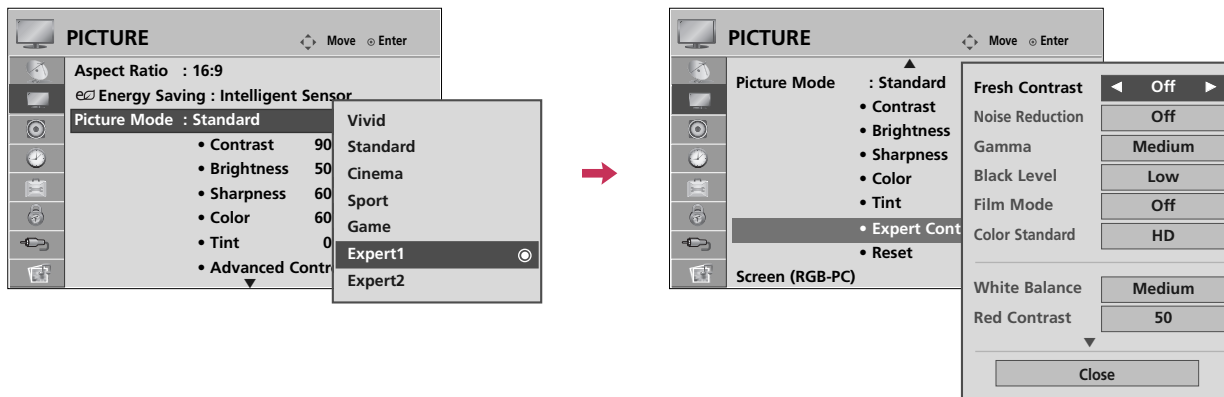 PICTURE
Move Enter
Aspect Ratio : 16:9
Energy Saving : Intelligent Sensor
Picture Mode : Standard
• Contrast 90
• Brightness 50
• Sharpness 60
• Color 60
• Tint 0
• Advanced
Vivid
Standard
Cinema
Sport
Game
Expert1
Expert2
PICTURE
Move Enter
Picture Mode : Standard
• Contrast
• Brightness
• Sharpness
• Color
• Tint
• Expert
• Reset
Screen (RGB-PC)
Fresh Contrast ◄ Off ►
Noise Reduction Off
Gamma Medium
Black Level Low
Film Mode Off
Color Standard HD
White Balance Medium
Red Contrast 50
Close